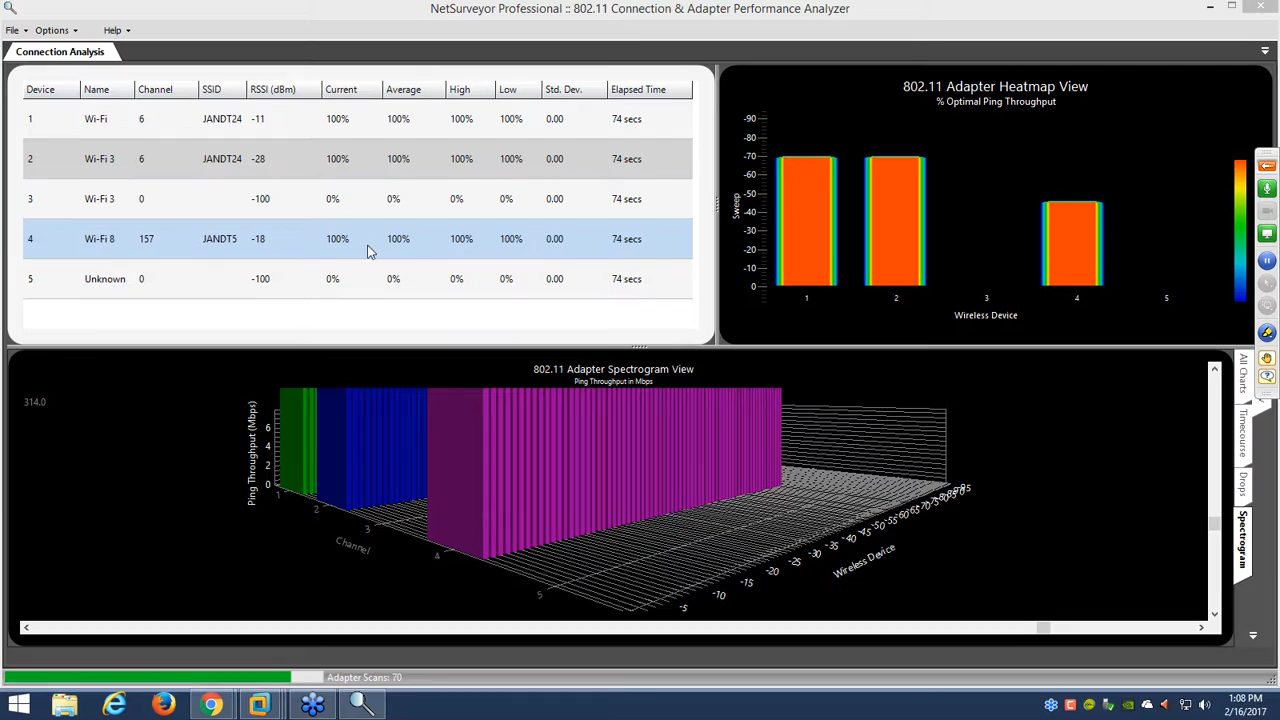 NetSurveyor Professional :: 802.11 Connection & Adapter Performance Analyzer
File Options Help
Connection Analysis
Device Name Channel SSID RSSI (dBm) Current Average High Low Std. Dev. Elapsed Time
1 Wi-Fi 6 JANDT-24 -11 100% 100% 100% 100% 0.00 74 secs
2 Wi-Fi 3 6 JANDT-24 -28 100% 100% 100% 100% 0.00 74 secs
3 Wi-Fi 3 -100 0% 0% 0% 0% 0.00 74 secs
4 Wi-Fi 8 157 JANDT5 -18 100% 100% 100% 100% 0.00 74 secs
5 Unknown -100 0% 0% 0% 0% 0.00 74 secs
802.11 Adapter Heatmap View
% Optimal Ping Throughput
Sweep
-90
-80
-70
-60
-50
-40
-30
-20
-10
0
1 2 3 4 5
Wireless Device
802.11 Adapter Spectrogram View
Ping Throughput in Mbps
314.0
Ping Throughput (Mbps)
6
4
2
0
1 2 3 4 5
Channel
-5 -10 -15 -20 -25 -30 -35 -40 -45 -50 -55 -60 -65 -70 -75
Wireless Device
All Charts
Timecourse
Drops
Spectrogram
Adapter Scans: 70
1:08 PM
2/16/2017